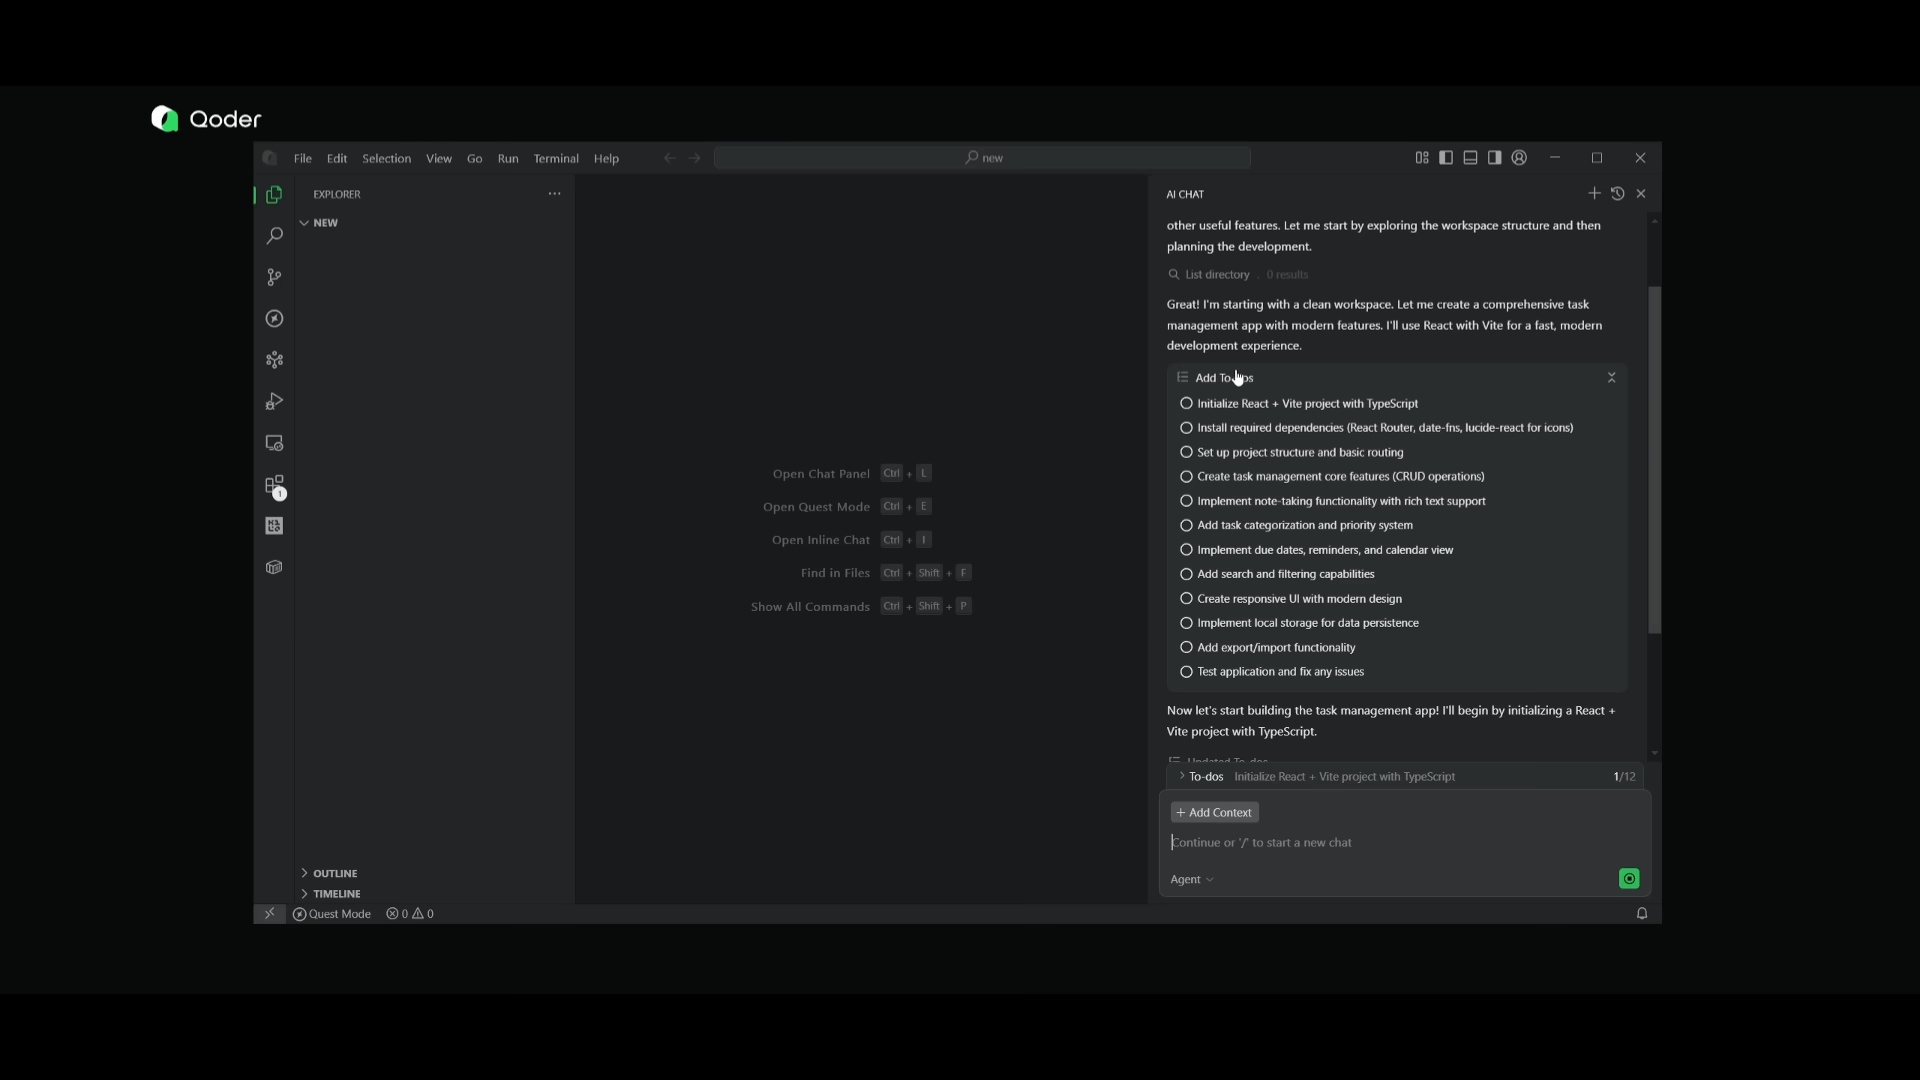 Qoder
File Edit Selection View Go Run Terminal Help
new
EXPLORER
NEW
1
Open Chat Panel Ctrl + L
Open Quest Mode Ctrl + E
Open Inline Chat Ctrl + I
Find in Files Ctrl + Shift + F
Show All Commands Ctrl + Shift + P
OUTLINE
TIMELINE
AI CHAT
other useful features. Let me start by exploring the workspace structure and then
planning the development.
List directory . 0 results
Great! I'm starting with a clean workspace. Let me create a comprehensive task
management app with modern features. I'll use React with Vite for a fast, modern
development experience.
Add To-dos
Initialize React + Vite project with TypeScript
Install required dependencies (React Router, date-fns, lucide-react for icons)
Set up project structure and basic routing
Create task management core features (CRUD operations)
Implement note-taking functionality with rich text support
Add task categorization and priority system
Implement due dates, reminders, and calendar view
Add search and filtering capabilities
Create responsive UI with modern design
Implement local storage for data persistence
Add export/import functionality
Test application and fix any issues
Now let's start building the task management app! I'll begin by initializing a React +
Vite project with TypeScript.
Updated To-dos
To-dos Initialize React + Vite project with TypeScript 1/12
+ Add Context
Continue or '/' to start a new chat
Agent
Quest Mode 0 0